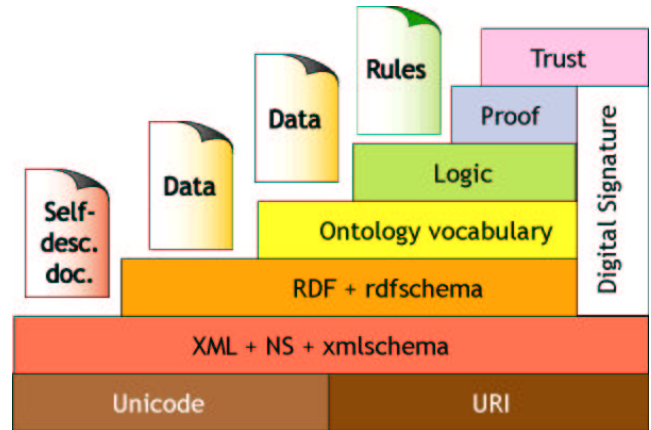 Rules
Trust
Data
Proof
Data
Logic
Self-
desc.
doc.
Ontology vocabulary
Digital Signature
RDF + rdfschema
XML + NS + xmlschema
Unicode
URI